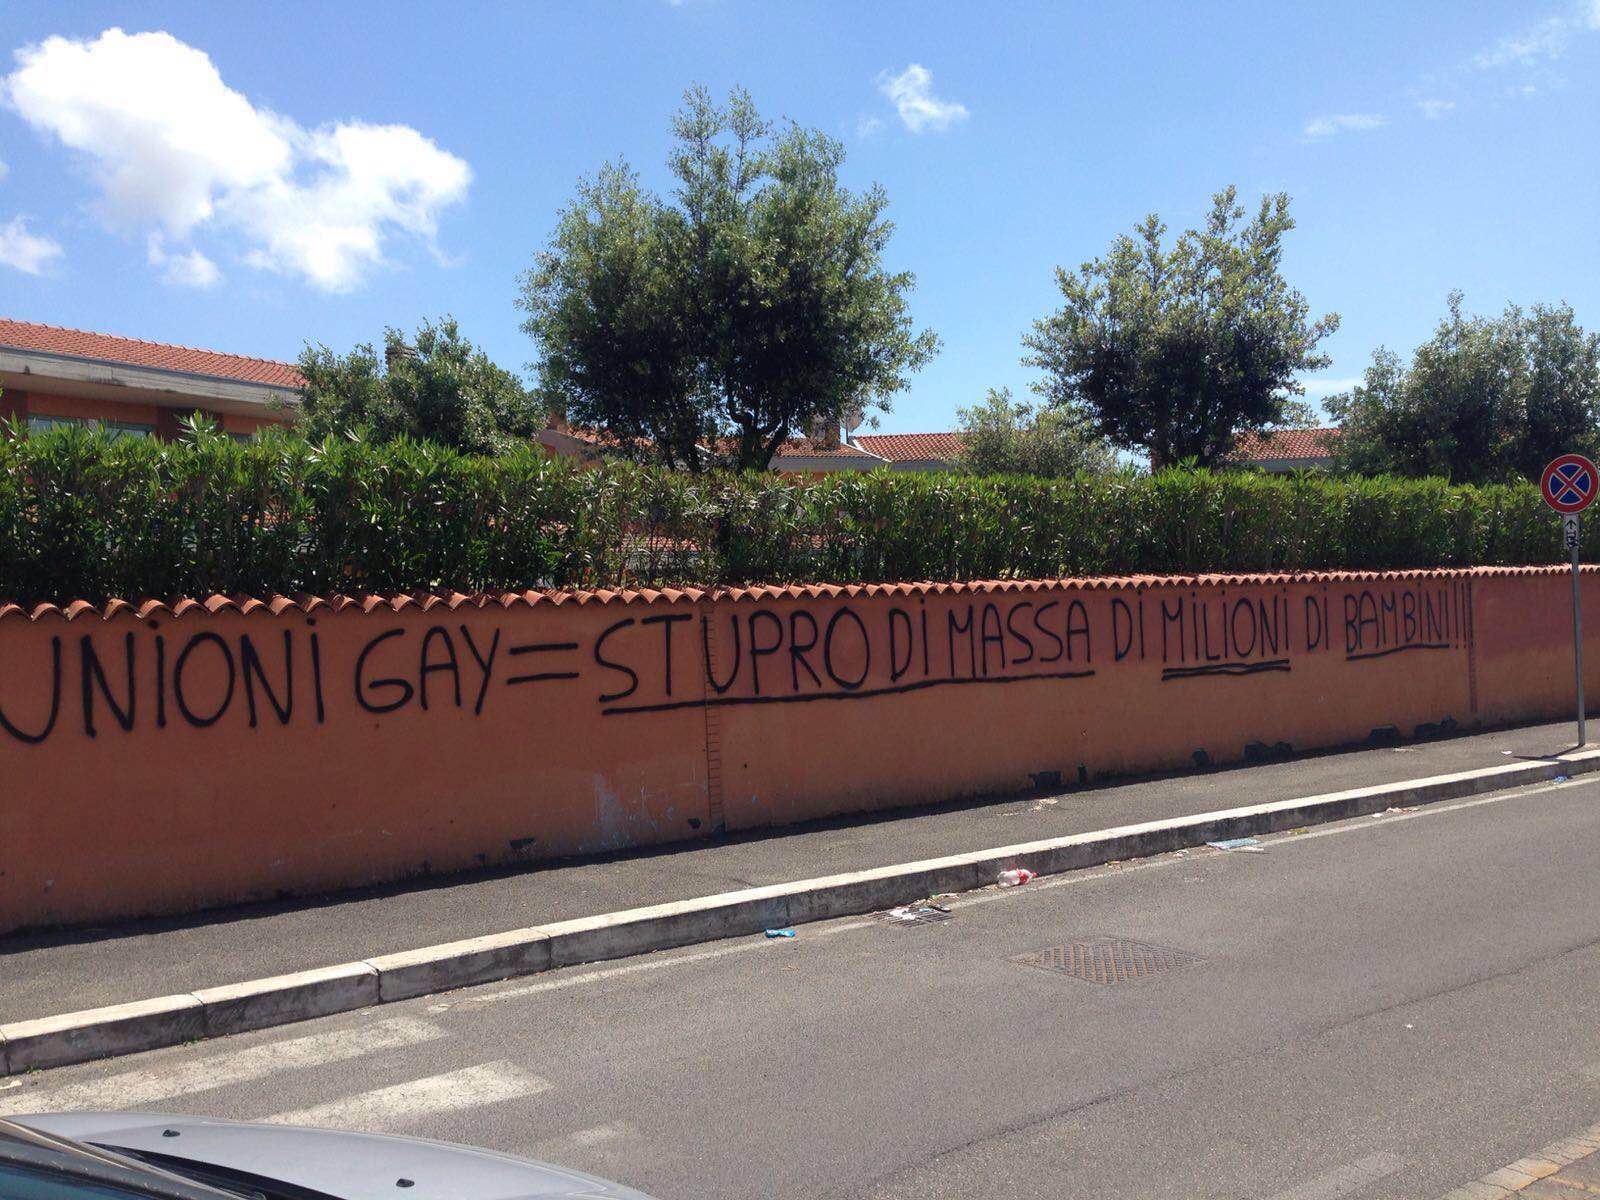 UNIONI GAY = STUPRO DI MASSA DI MILIONI DI BAMBINI!!!